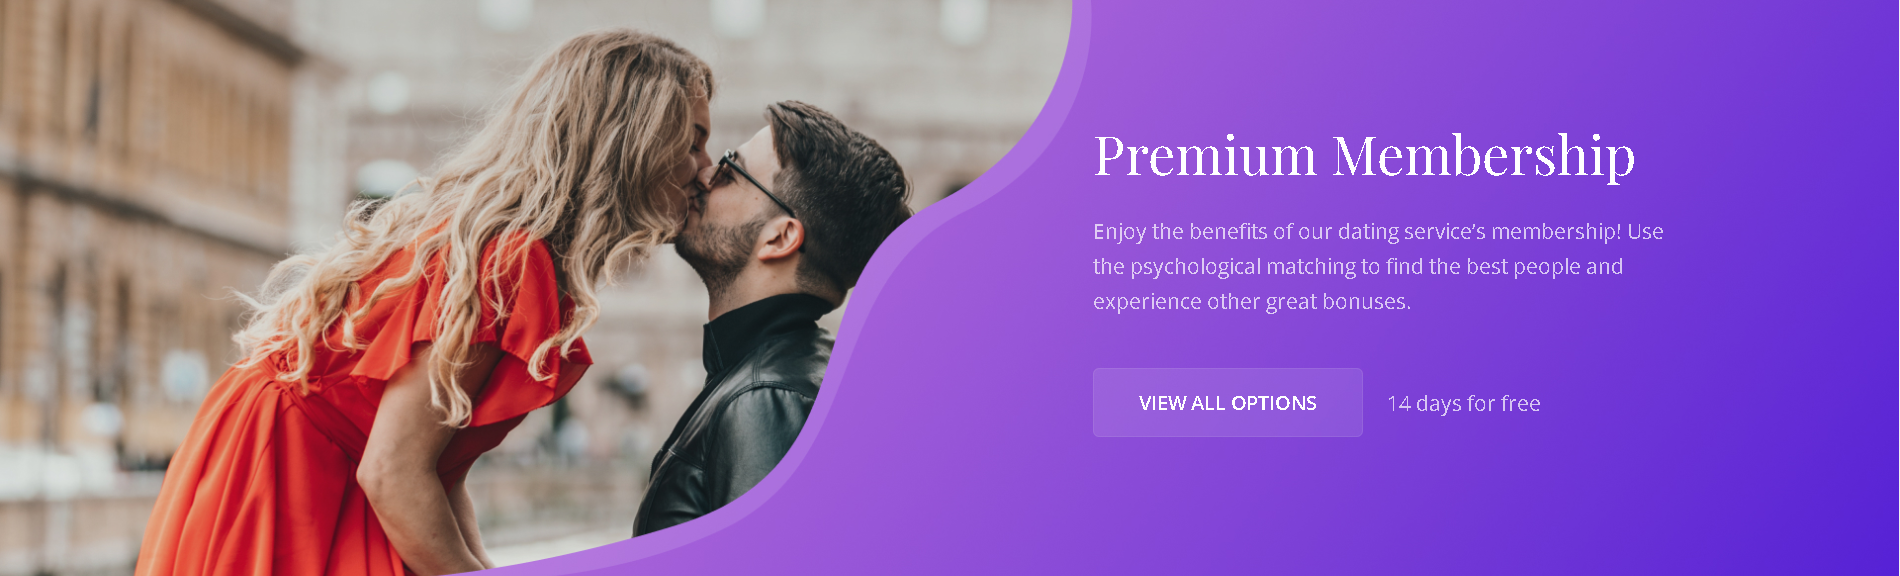 Premium Membership
Enjoy the benefits of our dating service’s membership! Use
the psychological matching to find the best people and
experience other great bonuses.
VIEW ALL OPTIONS
14 days for free